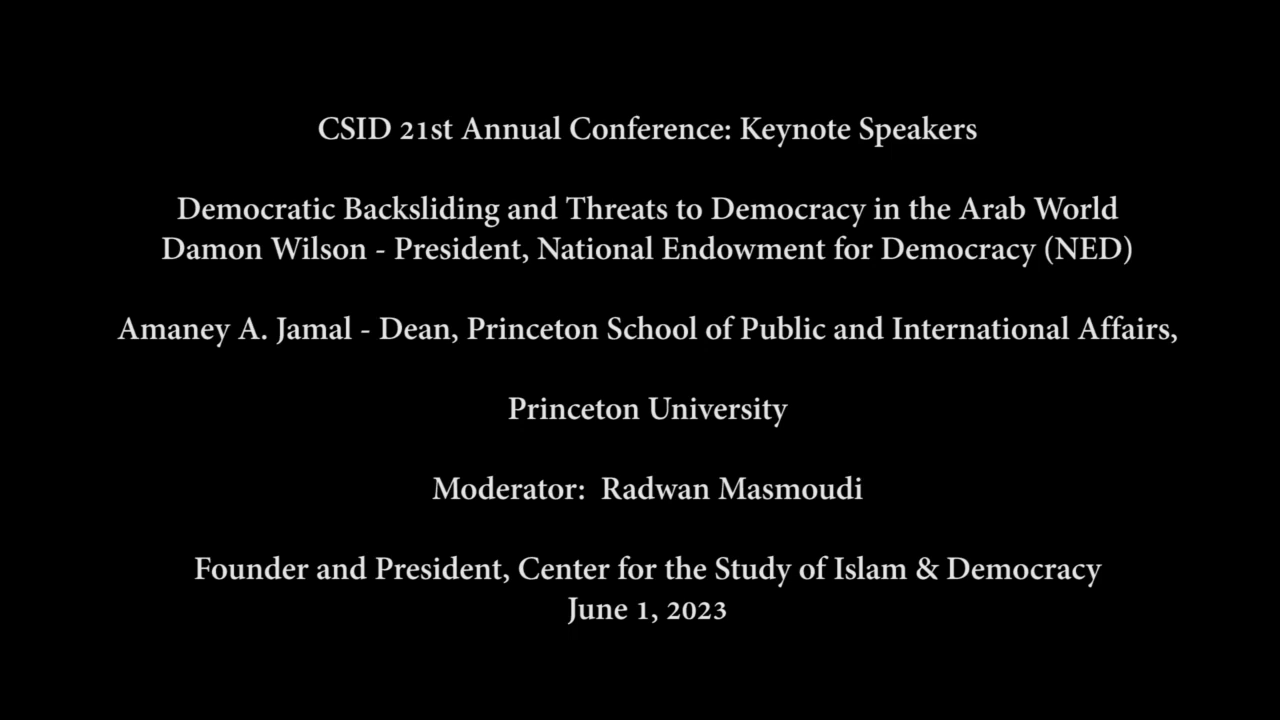 CSID 21st Annual Conference: Keynote Speakers
Democratic Backsliding and Threats to Democracy in the Arab World
Damon Wilson - President, National Endowment for Democracy (NED)
Amaney A. Jamal - Dean, Princeton School of Public and International Affairs,
Princeton University
Moderator:  Radwan Masmoudi
Founder and President, Center for the Study of Islam & Democracy
June 1, 2023